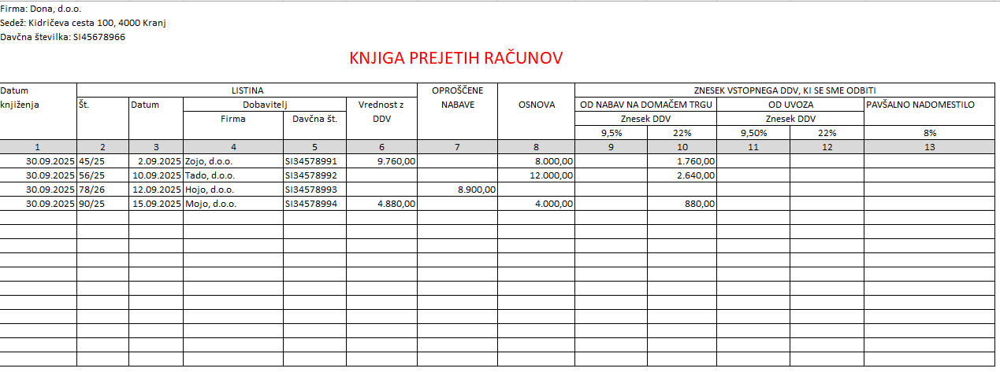 Firma: Dona, d.o.o.
Sedež: Kidričeva cesta 100, 4000 Kranj
Davčna številka: SI45678966
KNJIGA PREJETIH RAČUNOV
Datum LISTINA OPROŠČENE ZNESEK VSTOPNEGA DDV, KI SE SME ODBITI
knjiženja Št. Datum Dobavitelj Vrednost z NABAVE OSNOVA OD NABAV NA DOMAČEM TRGU OD UVOZA PAVŠALNO NADOMESTILO
Firma Davčna št. DDV Znesek DDV Znesek DDV
9,5% 22% 9,50% 22% 8%
1 2 3 4 5 6 7 8 9 10 11 12 13
30.09.2025 45/25 2.09.2025 Zojo, d.o.o. SI34578991 9.760,00 8.000,00 1.760,00
30.09.2025 56/25 10.09.2025 Tado, d.o.o. SI34578992 12.000,00 2.640,00
30.09.2025 78/26 12.09.2025 Hojo, d.o.o. SI34578993 8.900,00
30.09.2025 90/25 15.09.2025 Mojo, d.o.o. SI34578994 4.880,00 4.000,00 880,00